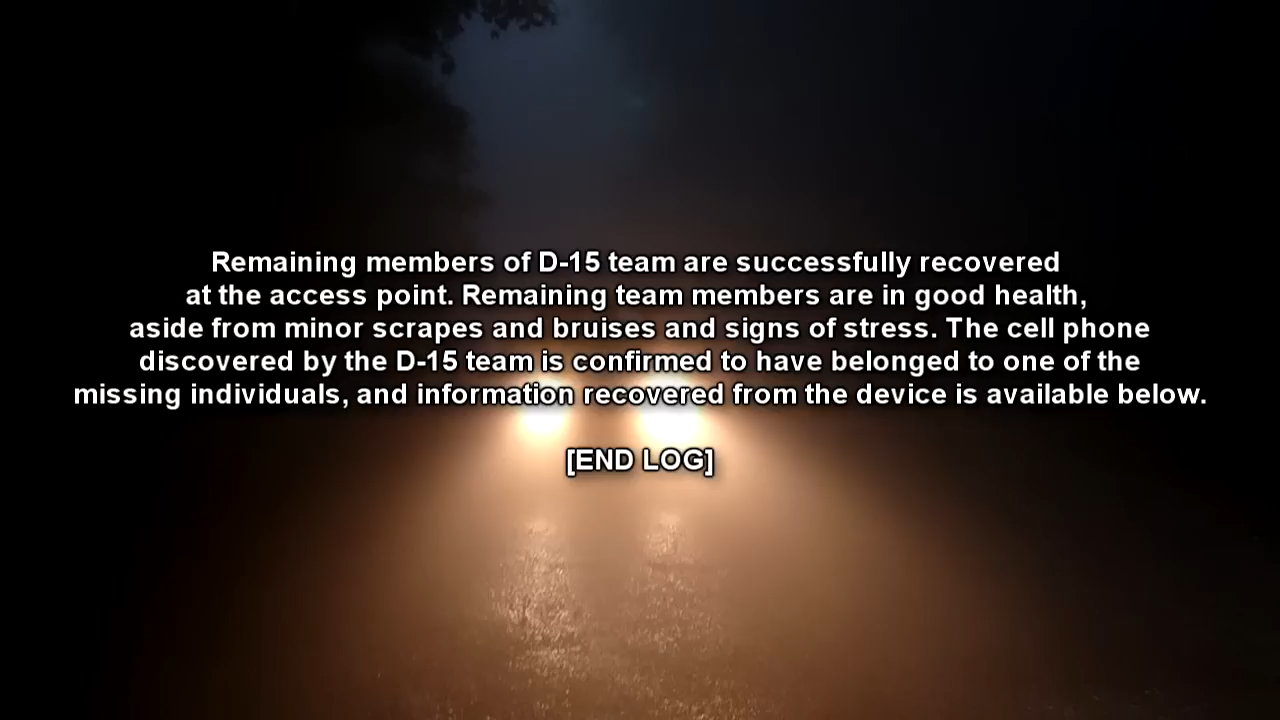 Remaining members of D-15 team are successfully recovered
at the access point. Remaining team members are in good health,
aside from minor scrapes and bruises and signs of stress. The cell phone
discovered by the D-15 team is confirmed to have belonged to one of the
missing individuals, and information recovered from the device is available below.
[END LOG]